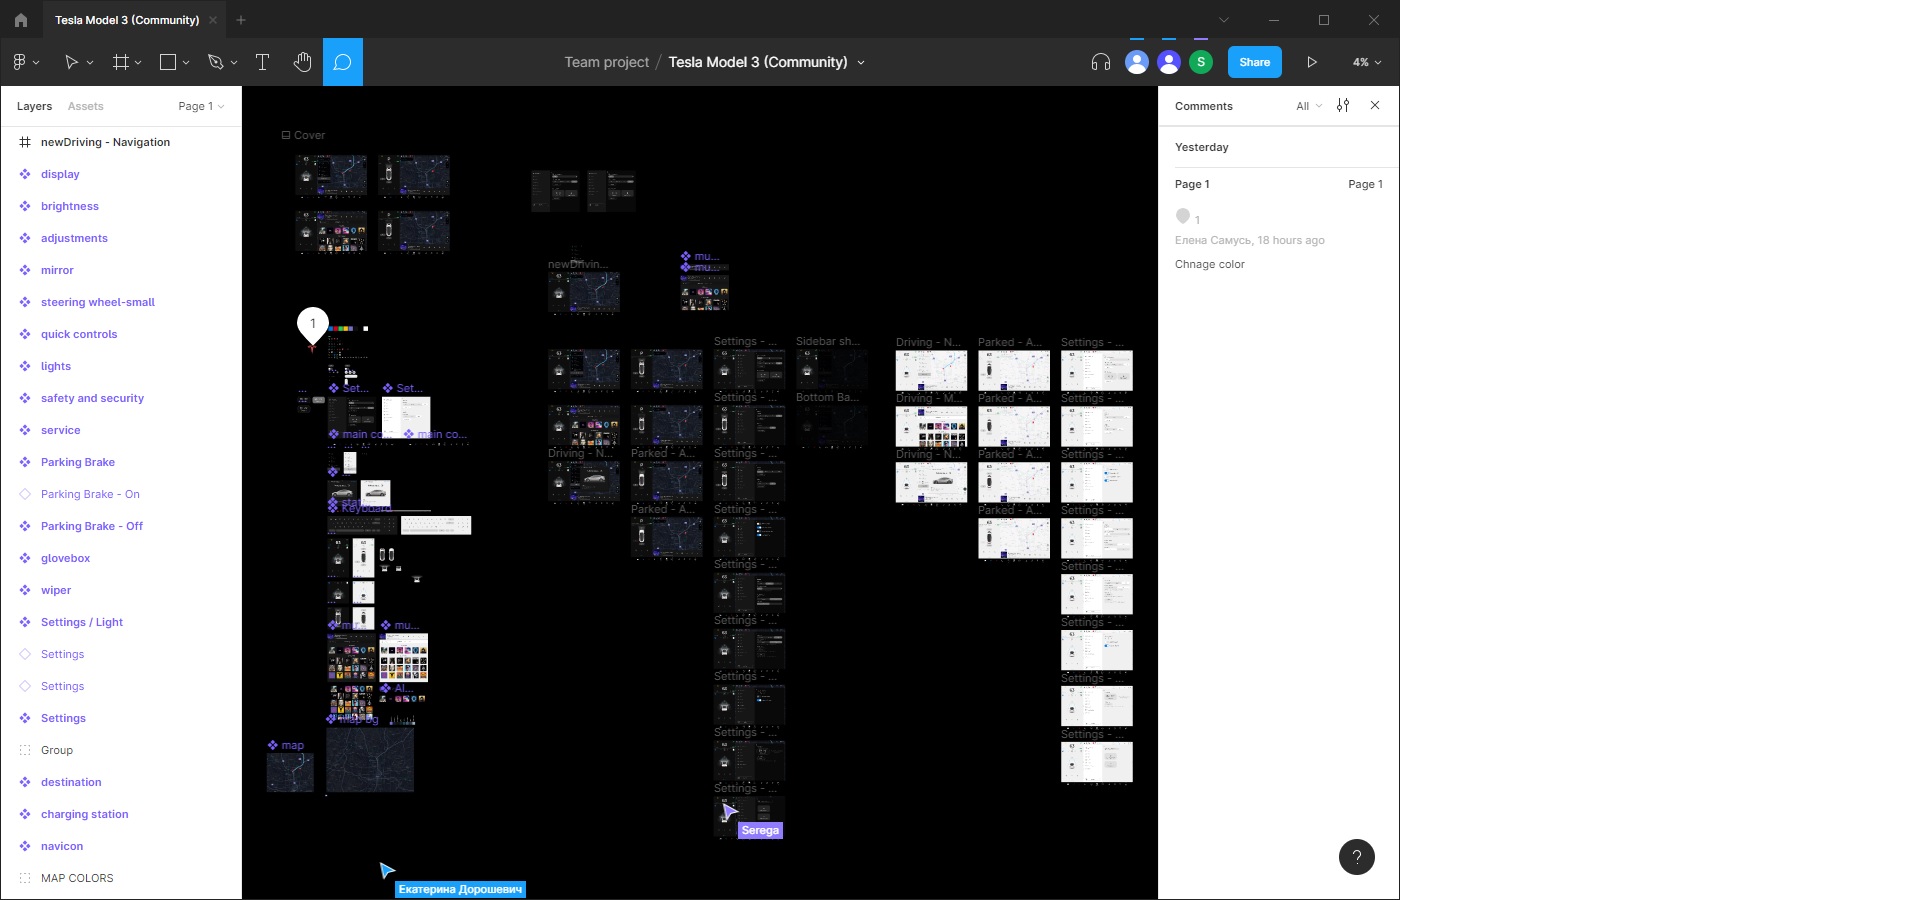 Tesla Model 3 (Community)
Team project / Tesla Model 3 (Community)
S
Share
4%
Layers
Assets
Page 1
newDriving - Navigation
display
brightness
adjustments
mirror
steering wheel-small
quick controls
lights
safety and security
service
Parking Brake
Parking Brake - On
Parking Brake - Off
glovebox
wiper
Settings / Light
Settings
Settings
Settings
Group
destination
charging station
navicon
MAP COLORS
Cover
newDrivin...
mu...
mu...
1
Set...
Set...
main co...
main co...
Keyboard
mu...
mu...
Al...
map bg
map
Settings - ...
Sidebar sh...
Settings - ...
Bottom Ba...
Driving - N...
Parked - A...
Settings - ...
Parked - A...
Settings - ...
Settings - ...
Settings - ...
Settings - ...
Settings - ...
Settings - ...
Driving - N...
Parked - A...
Settings - ...
Driving - M...
Parked - A...
Settings - ...
Driving - N...
Parked - A...
Settings - ...
Parked - A...
Settings - ...
Settings - ...
Settings - ...
Settings - ...
Settings - ...
Serega
Екатерина Дорошевич
Comments
All
Yesterday
Page 1
Page 1
1
Елена Самусь, 18 hours ago
Chnage color
?